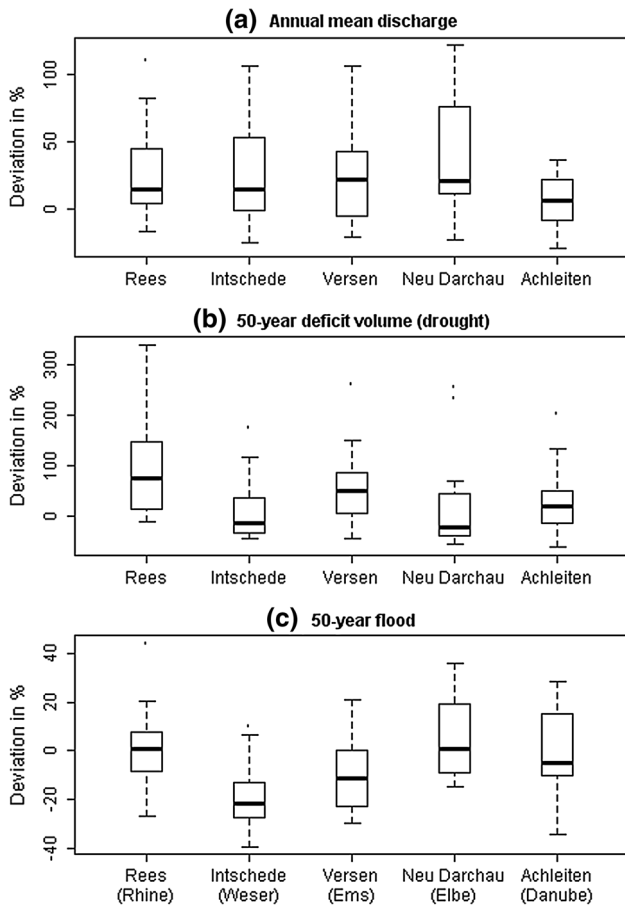 (a) Annual mean discharge
Deviation in %
100
50
0
Rees Intschede Versen Neu Darchau Achleiten
(b) 50-year deficit volume (drought)
Deviation in %
300
200
100
0
Rees Intschede Versen Neu Darchau Achleiten
(c) 50-year flood
Deviation in %
40
20
0
-20
-40
Rees Intschede Versen Neu Darchau Achleiten
(Rhine) (Weser) (Ems) (Elbe) (Danube)